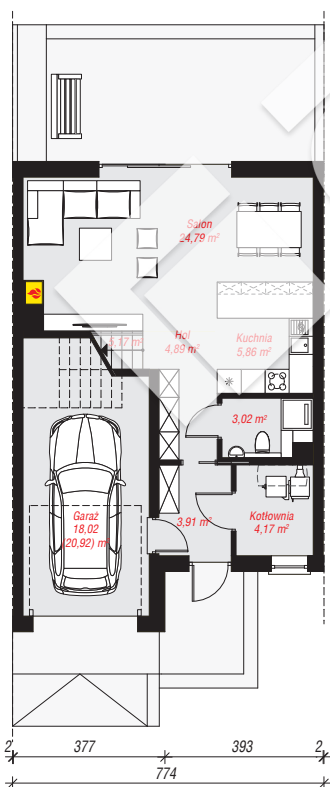 Salon
24,79 m²
Hol
4,89 m²
Kuchnia
5,86 m²
3,02 m²
Garaż
18,02
(20,92) m²
3,91 m²
Kotłownia
4,17 m²
2 377 393 2
774